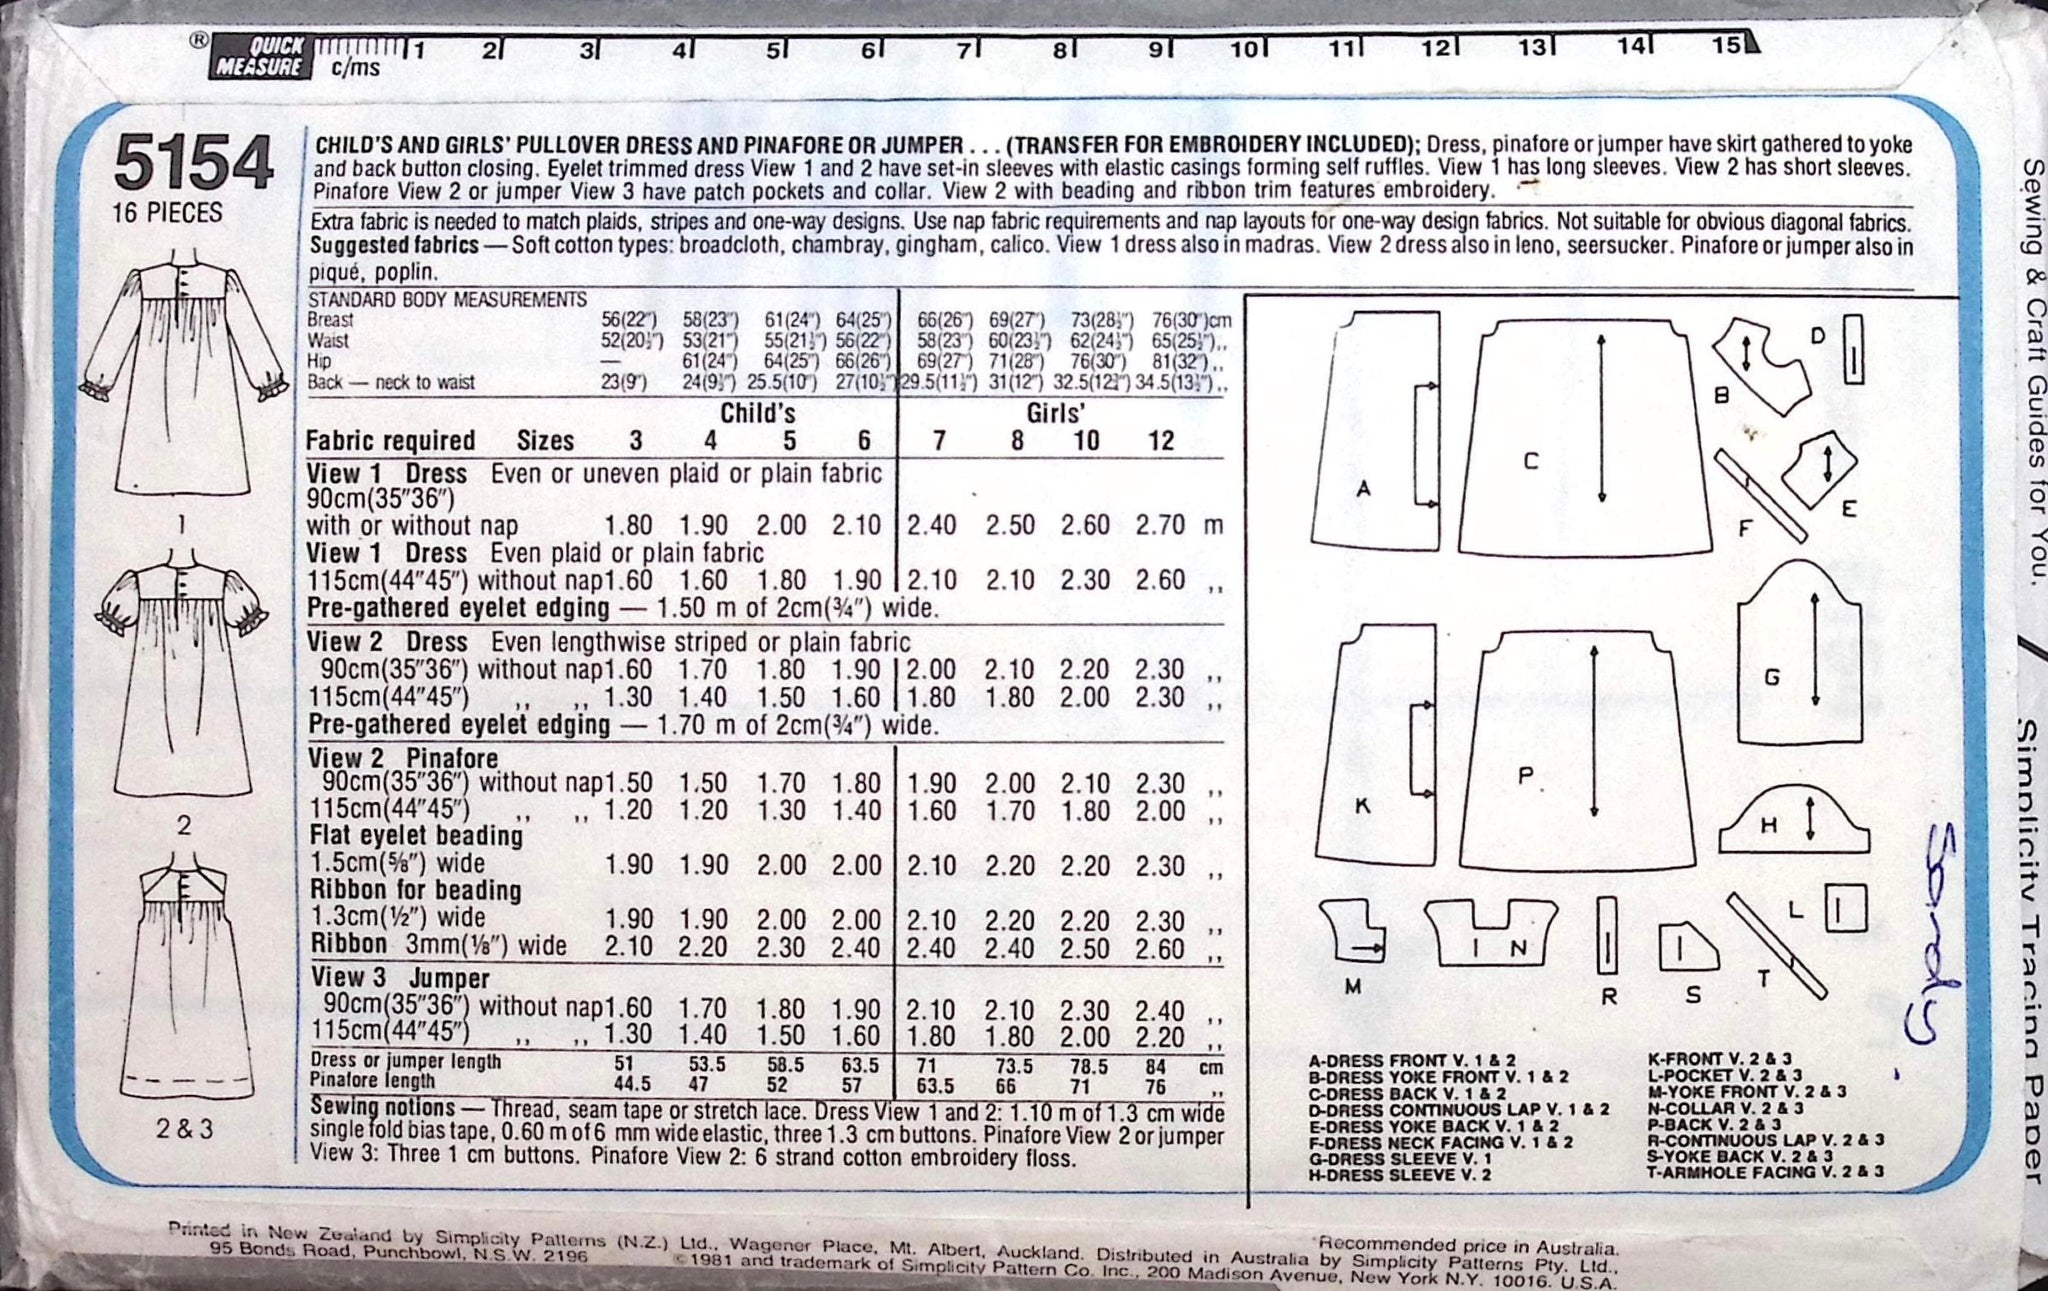 ® QUICK MEASURE c/ms 1 2 3 4 5 6 7 8 9 10 11 12 13 14 15
5154
16 PIECES
CHILD'S AND GIRLS' PULLOVER DRESS AND PINAFORE OR JUMPER . . . (TRANSFER FOR EMBROIDERY INCLUDED); Dress, pinafore or jumper have skirt gathered to yoke
and back button closing. Eyelet trimmed dress View 1 and 2 have set-in sleeves with elastic casings forming self ruffles. View 1 has long sleeves. View 2 has short sleeves.
Pinafore View 2 or jumper View 3 have patch pockets and collar. View 2 with beading and ribbon trim features embroidery.
Extra fabric is needed to match plaids, stripes and one-way designs. Use nap fabric requirements and nap layouts for one-way design fabrics. Not suitable for obvious diagonal fabrics.
Suggested fabrics — Soft cotton types: broadcloth, chambray, gingham, calico. View 1 dress also in madras. View 2 dress also in leno, seersucker. Pinafore or jumper also in
piqué, poplin.
STANDARD BODY MEASUREMENTS
Breast 56(22") 58(23") 61(24") 64(25") 66(26") 69(27") 73(28½") 76(30")cm
Waist 52(20½") 53(21") 55(21½") 56(22") 58(23") 60(23½") 62(24½") 65(25½"),,
Hip — 61(24") 64(25") 66(26") 69(27") 71(28") 76(30") 81(32"),,
Back — neck to waist 23(9") 24(9½") 25.5(10") 27(10½") 29.5(11½") 31(12") 32.5(12¾") 34.5(13½"),,
Child's Girls'
Fabric required Sizes 3 4 5 6 7 8 10 12
View 1 Dress Even or uneven plaid or plain fabric
90cm(35"36")
with or without nap 1.80 1.90 2.00 2.10 2.40 2.50 2.60 2.70 m
View 1 Dress Even plaid or plain fabric
115cm(44"45") without nap 1.60 1.60 1.80 1.90 2.10 2.10 2.30 2.60 ,,
Pre-gathered eyelet edging — 1.50 m of 2cm(¾") wide.
View 2 Dress Even lengthwise striped or plain fabric
90cm(35"36") without nap 1.60 1.70 1.80 1.90 2.00 2.10 2.20 2.30 ,,
115cm(44"45") ,, ,, 1.30 1.40 1.50 1.60 1.80 1.80 2.00 2.30 ,,
Pre-gathered eyelet edging — 1.70 m of 2cm(¾") wide.
View 2 Pinafore
90cm(35"36") without nap 1.50 1.50 1.70 1.80 1.90 2.00 2.10 2.30 ,,
115cm(44"45") ,, ,, 1.20 1.20 1.30 1.40 1.60 1.70 1.80 2.00 ,,
Flat eyelet beading
1.5cm(⅝") wide 1.90 1.90 2.00 2.00 2.10 2.20 2.20 2.30 ,,
Ribbon for beading
1.3cm(½") wide 1.90 1.90 2.00 2.00 2.10 2.20 2.20 2.30 ,,
Ribbon 3mm(⅛") wide 2.10 2.20 2.30 2.40 2.40 2.40 2.50 2.60 ,,
View 3 Jumper
90cm(35"36") without nap 1.60 1.70 1.80 1.90 2.10 2.10 2.30 2.40 ,,
115cm(44"45") ,, ,, 1.30 1.40 1.50 1.60 1.80 1.80 2.00 2.20 ,,
Dress or jumper length 51 53.5 58.5 63.5 71 73.5 78.5 84 cm
Pinafore length 44.5 47 52 57 63.5 66 71 76 ,,
Sewing notions — Thread, seam tape or stretch lace. Dress View 1 and 2: 1.10 m of 1.3 cm wide
single fold bias tape, 0.60 m of 6 mm wide elastic, three 1.3 cm buttons. Pinafore View 2 or jumper
View 3: Three 1 cm buttons. Pinafore View 2: 6 strand cotton embroidery floss.
1
2
2 & 3
A
C
B
D
E
F
G
K
P
H
M
N
R
S
T
L
A-DRESS FRONT V. 1 & 2
B-DRESS YOKE FRONT V. 1 & 2
C-DRESS BACK V. 1 & 2
D-DRESS CONTINUOUS LAP V. 1 & 2
E-DRESS YOKE BACK V. 1 & 2
F-DRESS NECK FACING V. 1 & 2
G-DRESS SLEEVE V. 1
H-DRESS SLEEVE V. 2
K-FRONT V. 2 & 3
L-POCKET V. 2 & 3
M-YOKE FRONT V. 2 & 3
N-COLLAR V. 2 & 3
P-BACK V. 2 & 3
R-CONTINUOUS LAP V. 2 & 3
S-YOKE BACK V. 2 & 3
T-ARMHOLE FACING V. 2 & 3
Sewing & Craft Guides for You.
Simplicity Tracing Paper
Printed in New Zealand by Simplicity Patterns (N.Z.) Ltd., Wagener Place, Mt. Albert, Auckland. Distributed in Australia by Simplicity Patterns Pty. Ltd.,
95 Bonds Road, Punchbowl, N.S.W. 2196 ©1981 and trademark of Simplicity Pattern Co. Inc., 200 Madison Avenue, New York N.Y. 10016. U.S.A.
*Recommended price in Australia.